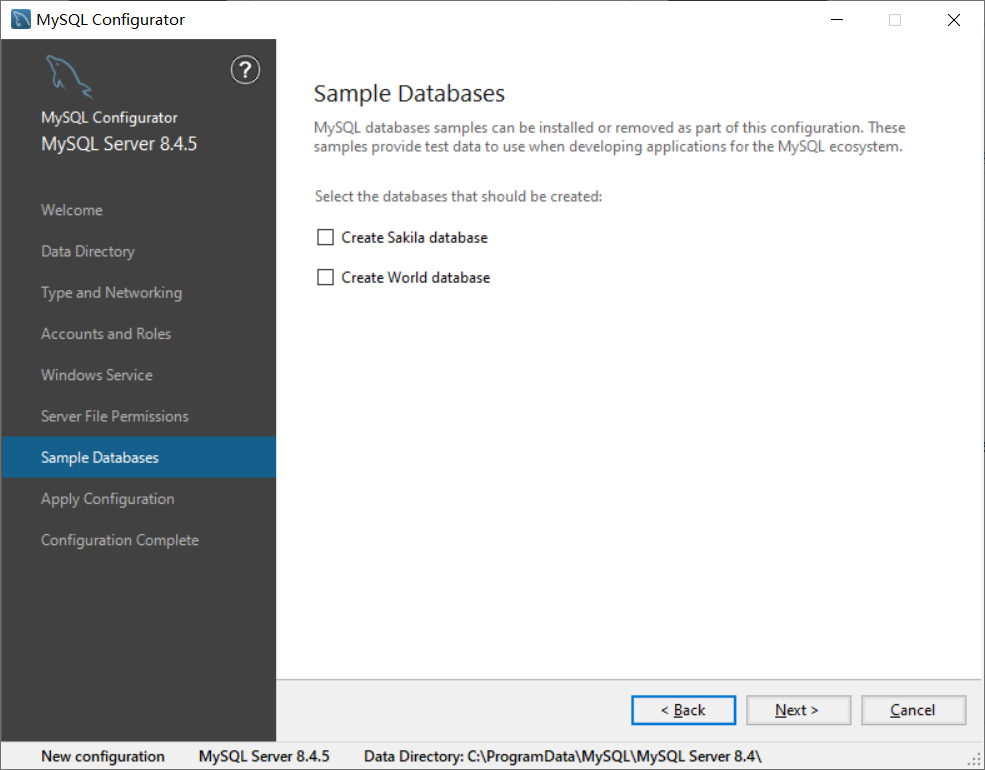 MySQL Configurator
?
MySQL Configurator
MySQL Server 8.4.5
Welcome
Data Directory
Type and Networking
Accounts and Roles
Windows Service
Server File Permissions
Sample Databases
Apply Configuration
Configuration Complete
Sample Databases
MySQL databases samples can be installed or removed as part of this configuration. These
samples provide test data to use when developing applications for the MySQL ecosystem.
Select the databases that should be created:
Create Sakila database
Create World database
< Back
Next >
Cancel
New configuration
MySQL Server 8.4.5
Data Directory: C:\ProgramData\MySQL\MySQL Server 8.4\